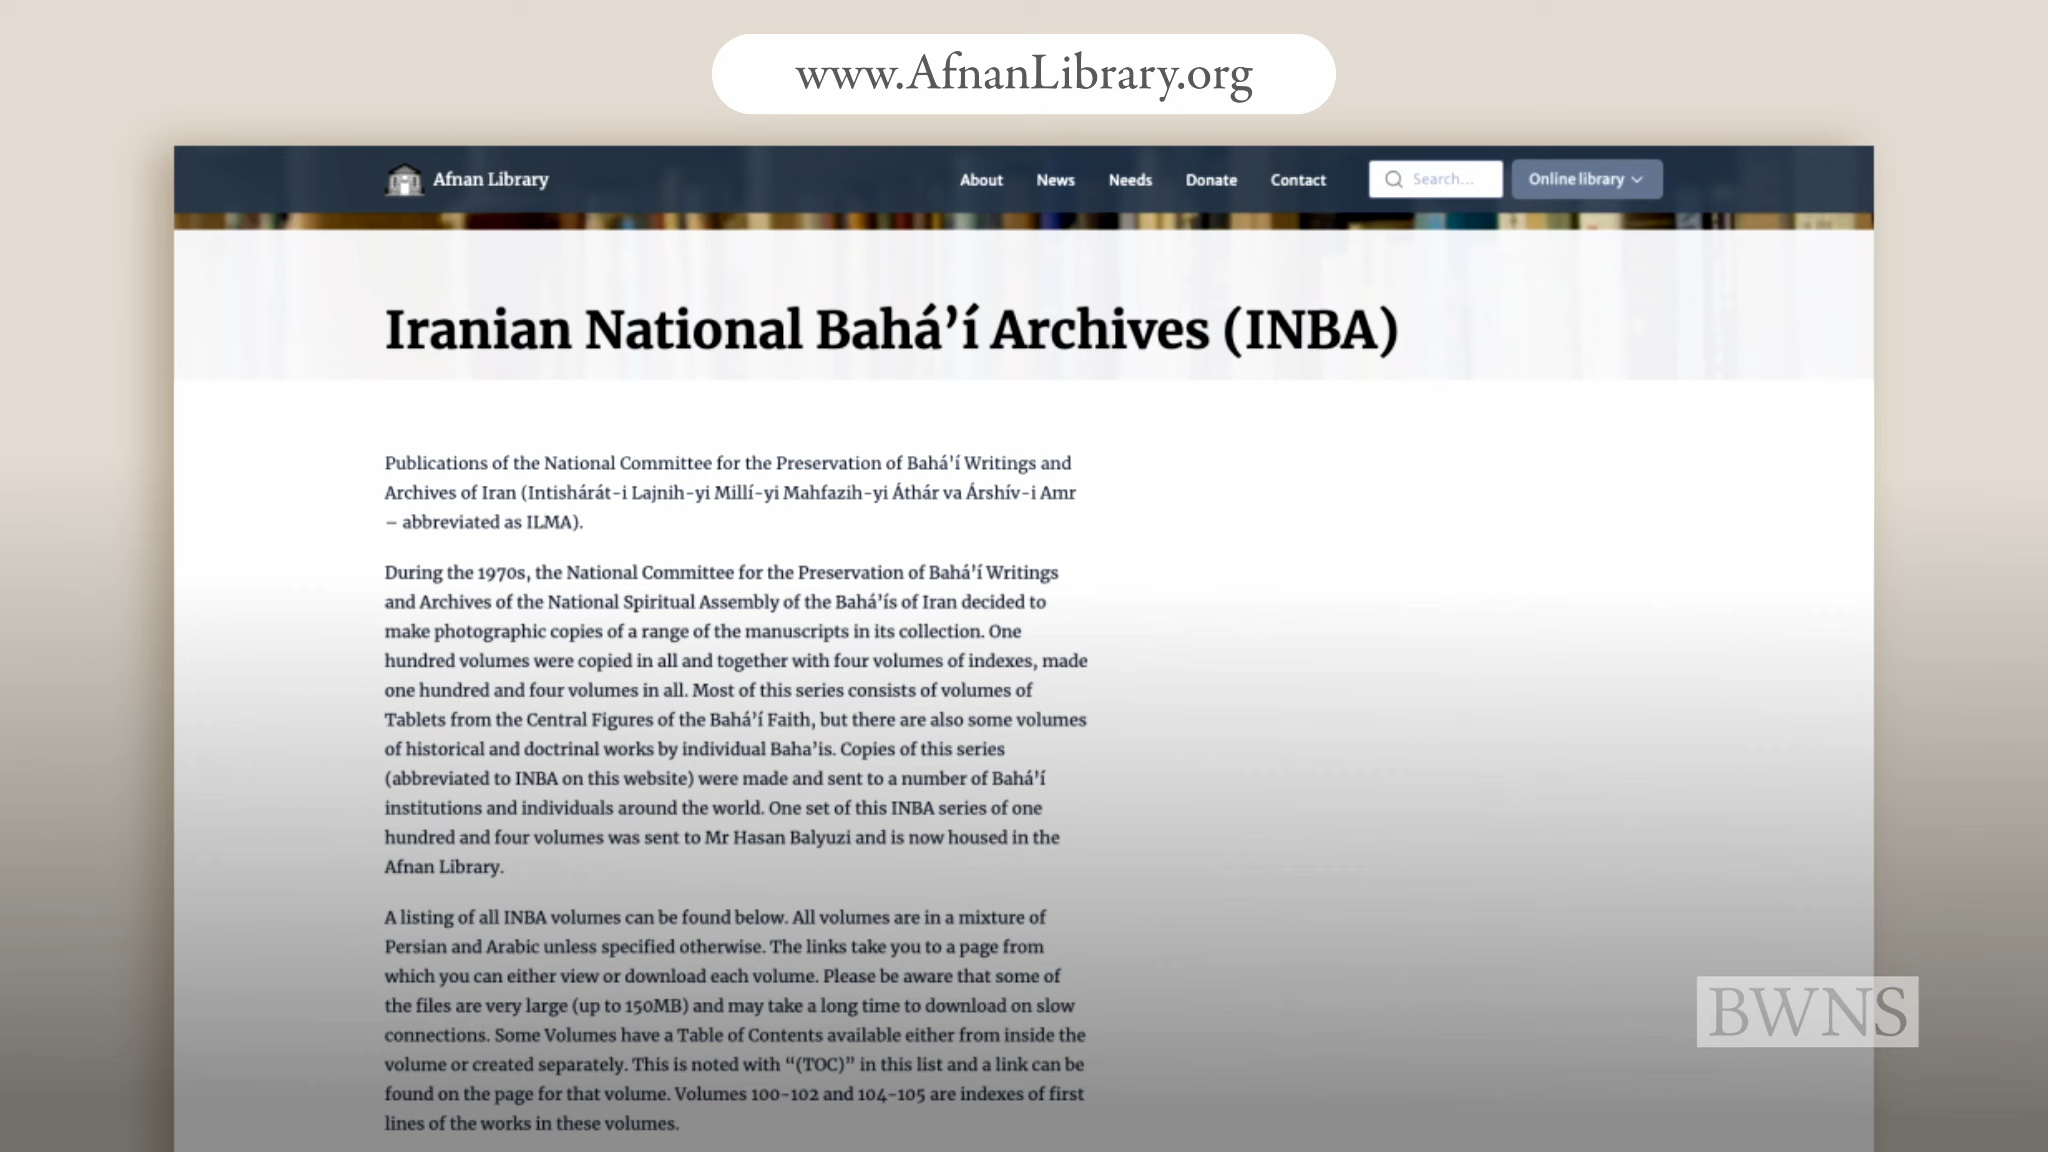 www.AfnanLibrary.org
Afnan Library
About
News
Needs
Donate
Contact
Search...
Online library
Iranian National Bahá’í Archives (INBA)
Publications of the National Committee for the Preservation of Bahá’í Writings and
Archives of Iran (Intishárát-i Lajnih-yi Millí-yi Mahfazih-yi Áthár va Árshív-i Amr
– abbreviated as ILMA).
During the 1970s, the National Committee for the Preservation of Bahá’í Writings
and Archives of the National Spiritual Assembly of the Bahá’ís of Iran decided to
make photographic copies of a range of the manuscripts in its collection. One
hundred volumes were copied in all and together with four volumes of indexes, made
one hundred and four volumes in all. Most of this series consists of volumes of
Tablets from the Central Figures of the Bahá’í Faith, but there are also some volumes
of historical and doctrinal works by individual Baha’is. Copies of this series
(abbreviated to INBA on this website) were made and sent to a number of Bahá’í
institutions and individuals around the world. One set of this INBA series of one
hundred and four volumes was sent to Mr Hasan Balyuzi and is now housed in the
Afnan Library.
A listing of all INBA volumes can be found below. All volumes are in a mixture of
Persian and Arabic unless specified otherwise. The links take you to a page from
which you can either view or download each volume. Please be aware that some of
the files are very large (up to 150MB) and may take a long time to download on slow
connections. Some Volumes have a Table of Contents available either from inside the
volume or created separately. This is noted with “(TOC)” in this list and a link can be
found on the page for that volume. Volumes 100-102 and 104-105 are indexes of first
lines of the works in these volumes.
BWNS